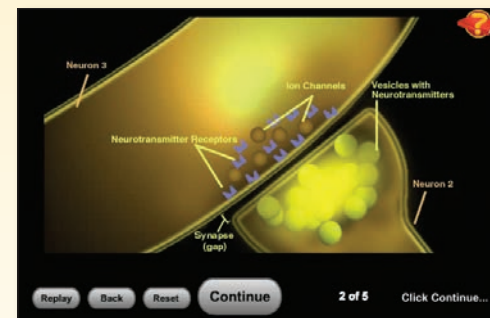 ?
Neuron 3
Ion Channels
Vesicles with
Neurotransmitters
Neurotransmitter Receptors
Neuron 2
Synapse
(gap)
Replay
Back
Reset
Continue
2 of 5
Click Continue...